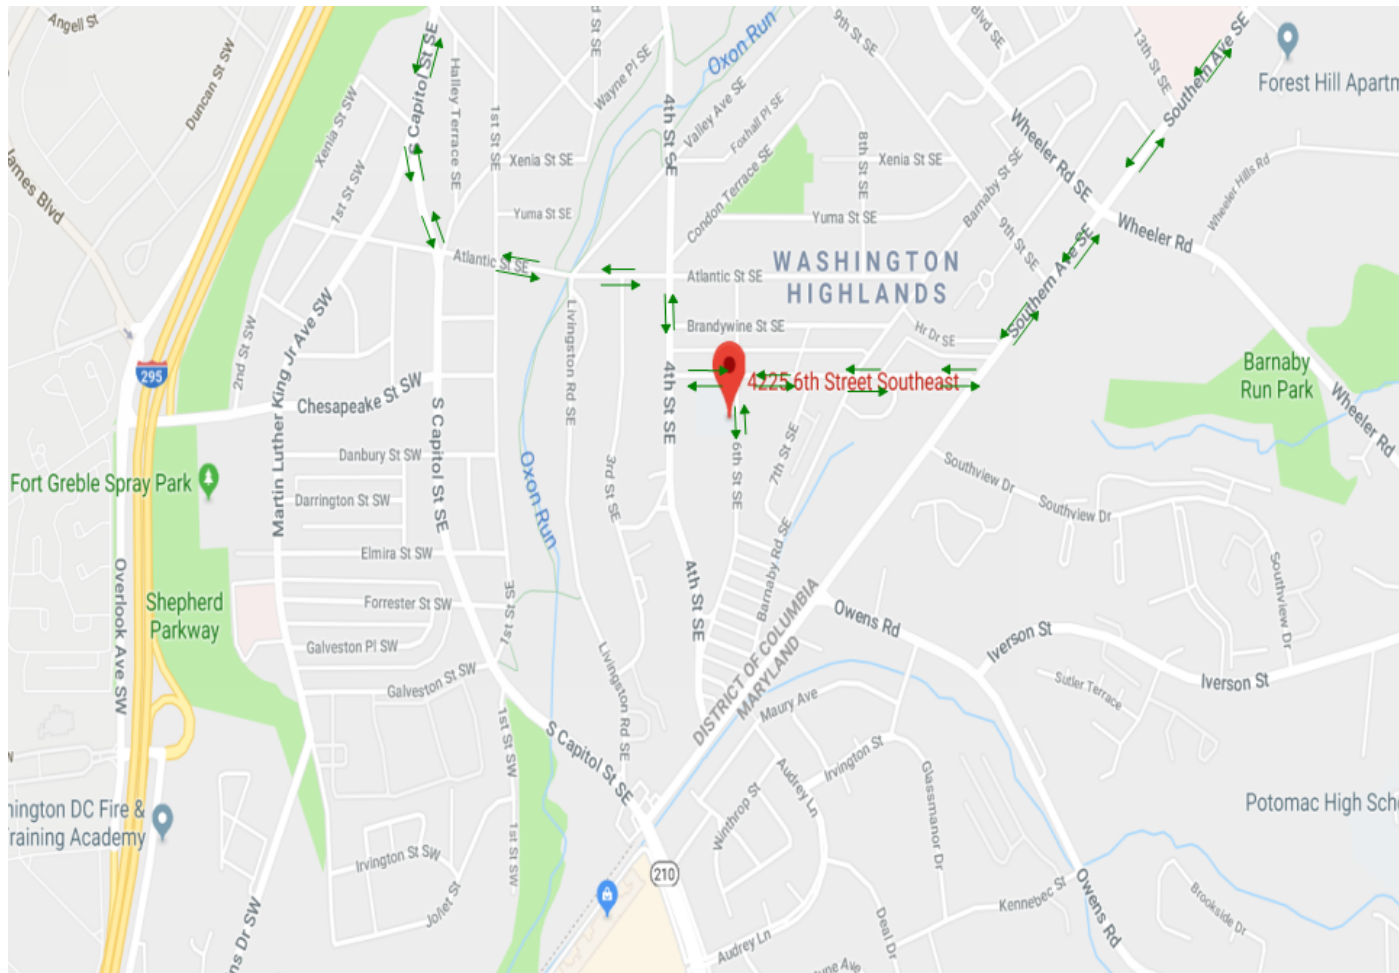 Angell St
Duncan St SW
James Blvd
Xenia St SW
1st St SW
S Capitol St SE
Halley Terrace SE
1st St SE
Wayne Pl SE
Oxon Run
Valley Ave SE
4th St SE
Foxhall Pl SE
Condon Terrace SE
9th St SE
8th St SE
Blvd SE
13th St SE
Southern Ave SE
Forest Hill Apartm
Xenia St SE
Xenia St SE
Wheeler Rd SE
Barnaby St SE
Wheeler Hills Rd
Yuma St SE
Yuma St SE
9th St SE
Wheeler Rd
Atlantic St SE
Atlantic St SE
WASHINGTON
HIGHLANDS
Southern Ave SE
Southern Ave SE
Brandywine St SE
Hr Dr SE
2nd St SW
Martin Luther King Jr Ave SW
295
Chesapeake St SW
Livingston Rd SE
4th St SE
4225 6th Street Southeast
Barnaby
Run Park
Wheeler Rd
S Capitol St SE
Danbury St SW
Fort Greble Spray Park
Darrington St SW
Oxon Run
3rd St SE
6th St SE
7th St SE
Southview Dr
Southview Dr
Elmira St SW
Overlook Ave SW
Shepherd
Parkway
Forrester St SW
1st St SE
4th St SE
Barnaby Rd SE
DISTRICT OF COLUMBIA
MARYLAND
Owens Rd
Iverson St
Southview Dr
Galveston Pl SW
Galveston St SW
Livingston Rd SE
Maury Ave
Sutler Terrace
Iverson St
1st St SW
S Capitol St SE
Irvington St
Audrey Ln
Winthrop St
Glassmanor Dr
hington DC Fire &
raining Academy
Potomac High Sch
1st St SW
Irvington St SW
Joliet St
210
Kennebec St
Owens Rd
Brookside Dr
ns Dr SW
Audrey Ln
Deal Dr